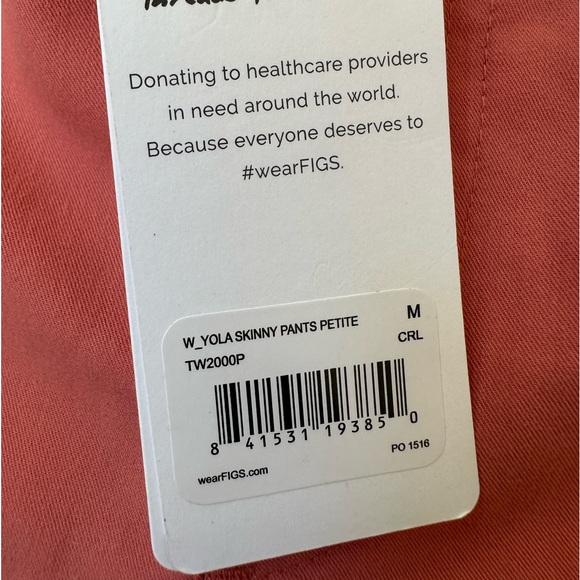 Donating to healthcare providers
in need around the world.
Because everyone deserves to
#wearFIGS.
W_YOLA SKINNY PANTS PETITE M
TW2000P CRL
8 41531 19385 0
wearFIGS.com PO 1516